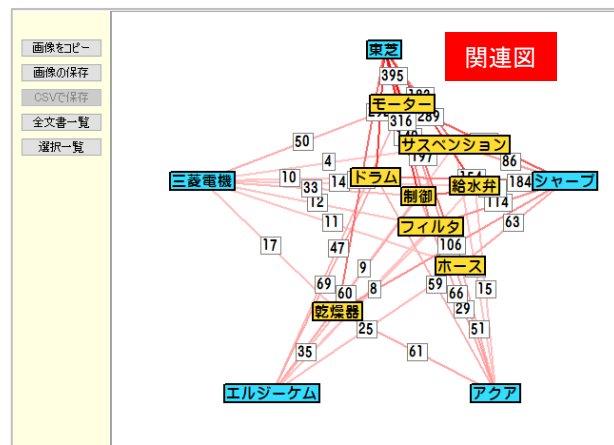 画像をコピー
画像の保存
CSVで保存
全文書一覧
選択一覧
関連図
東芝
395
モーター
316
289
サスペンション
50
4
197
86
三菱電機
10
33
14
ドラム
制御
給水弁
184
シャープ
12
114
11
フィルタ
63
17
47
106
9
ホース
69
60
8
59
66
15
乾燥器
29
25
51
35
61
エルジーケム
アクア